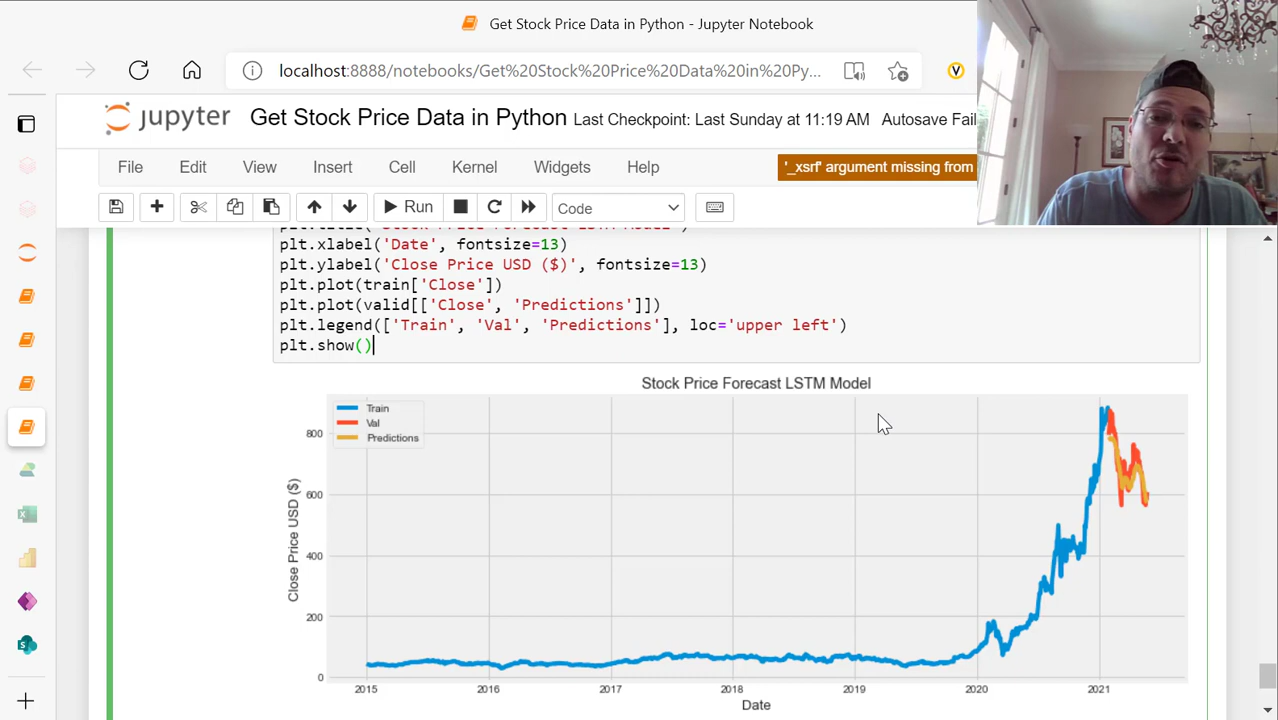 Get Stock Price Data in Python - Jupyter Notebook
localhost:8888/notebooks/Get%20Stock%20Price%20Data%20in%20Py...
V
jupyter Get Stock Price Data in Python Last Checkpoint: Last Sunday at 11:19 AM Autosave Fail
File Edit View Insert Cell Kernel Widgets Help '_xsrf' argument missing from
Run Code
plt.xlabel('Date', fontsize=13)
plt.ylabel('Close Price USD ($)', fontsize=13)
plt.plot(train['Close'])
plt.plot(valid[['Close', 'Predictions']])
plt.legend(['Train', 'Val', 'Predictions'], loc='upper left')
plt.show()
Stock Price Forecast LSTM Model
Train
Val
Predictions
800
600
400
200
0
Close Price USD ($)
2015 2016 2017 2018 2019 2020 2021
Date